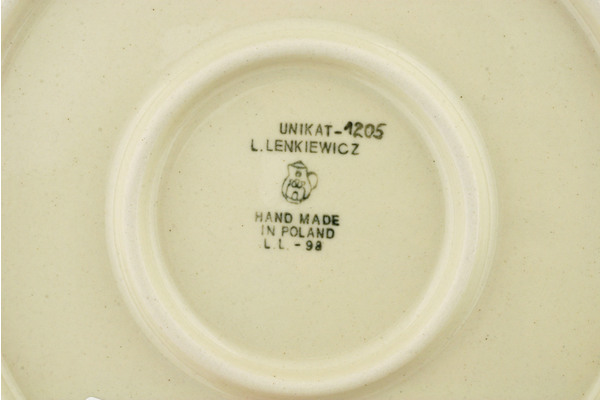 UNIKAT-1205
L.LENKIEWICZ
HAND MADE
IN POLAND
L.L. - 98